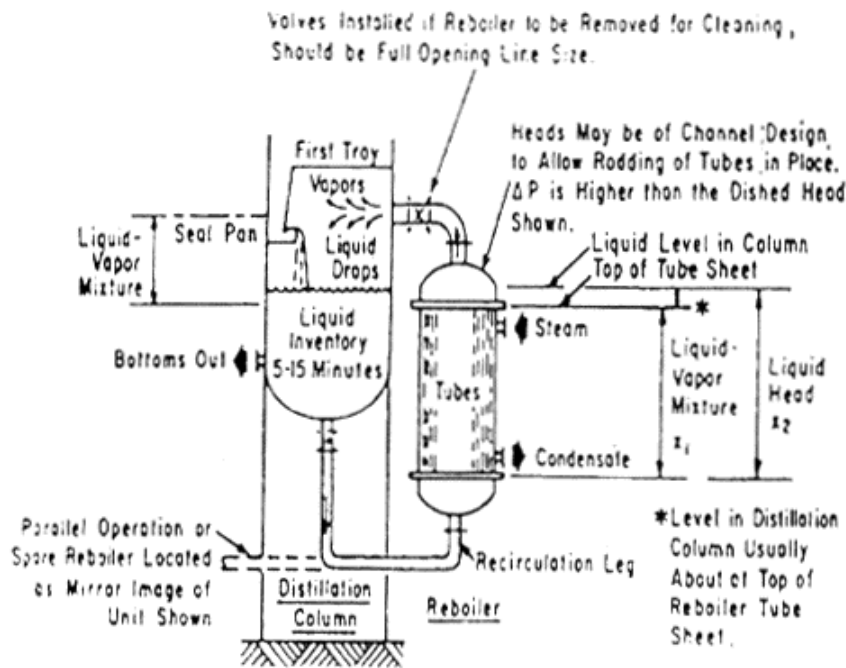 Valves Installed if Reboiler to be Removed for Cleaning,
Should be Full Opening Line Size.
Heads May be of Channel Design
to Allow Rodding of Tubes in Place.
ΔP is Higher than the Dished Head
Shown.
First Tray
Vapors
Seal Pan
Liquid-
Vapor
Mixture
Liquid
Drops
Liquid Level in Column
Top of Tube Sheet
*
Liquid
Inventory
5-15 Minutes
Bottoms Out
Steam
Tubes
Liquid-
Vapor
Mixture
x₁
Liquid
Head
x₂
Condensate
Parallel Operation or
Spare Reboiler Located
as Mirror Image of
Unit Shown
Distillation
Column
Reboiler
Recirculation Leg
*Level in Distillation
Column Usually
About at Top of
Reboiler Tube
Sheet.